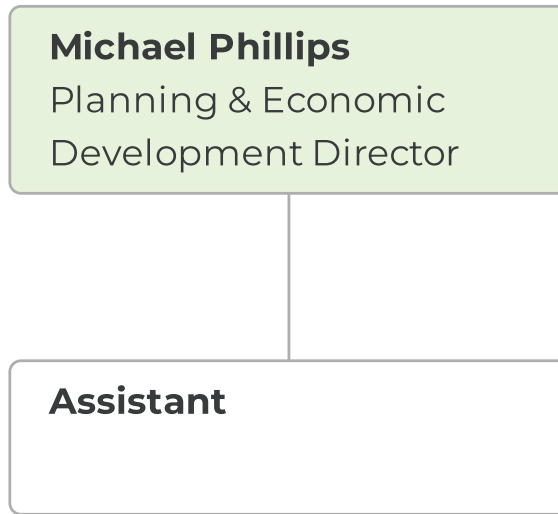 Michael Phillips
Planning & Economic
Development Director
Assistant